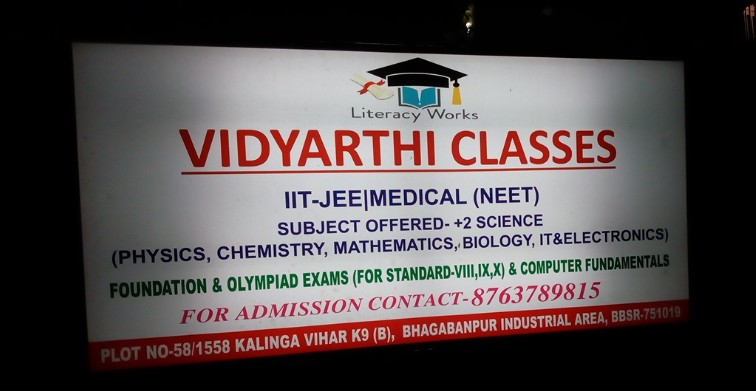 Literacy Works
VIDYARTHI CLASSES
IIT-JEE|MEDICAL (NEET)
SUBJECT OFFERED- +2 SCIENCE
(PHYSICS, CHEMISTRY, MATHEMATICS, BIOLOGY, IT&ELECTRONICS)
FOUNDATION & OLYMPIAD EXAMS (FOR STANDARD-VIII,IX,X) & COMPUTER FUNDAMENTALS
FOR ADMISSION CONTACT-8763789815
PLOT NO-58/1558 KALINGA VIHAR K9 (B), BHAGABANPUR INDUSTRIAL AREA, BBSR-751019